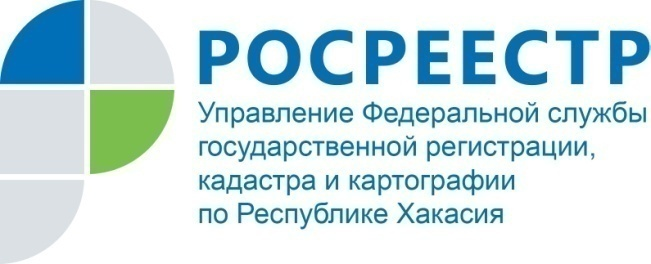 РОСРЕЕСТР
Управление Федеральной службы
государственной регистрации,
кадастра и картографии
по Республике Хакасия